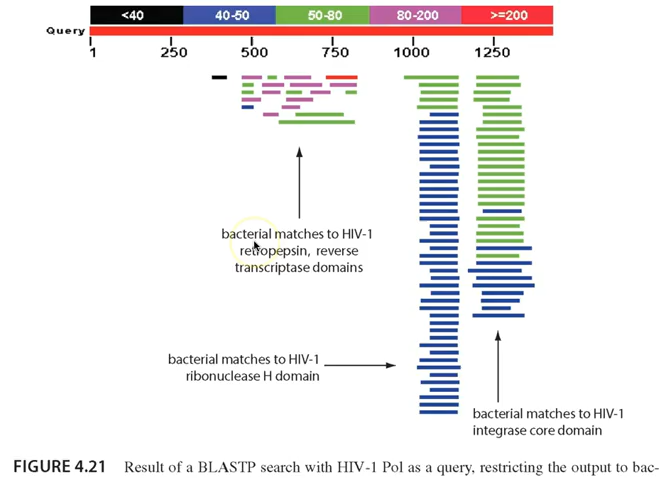 <40 40-50 50-80 80-200 >=200
Query
1 250 500 750 1000 1250
bacterial matches to HIV-1
retropepsin, reverse
transcriptase domains
bacterial matches to HIV-1
ribonuclease H domain
bacterial matches to HIV-1
integrase core domain
FIGURE 4.21 Result of a BLASTP search with HIV-1 Pol as a query, restricting the output to bac-